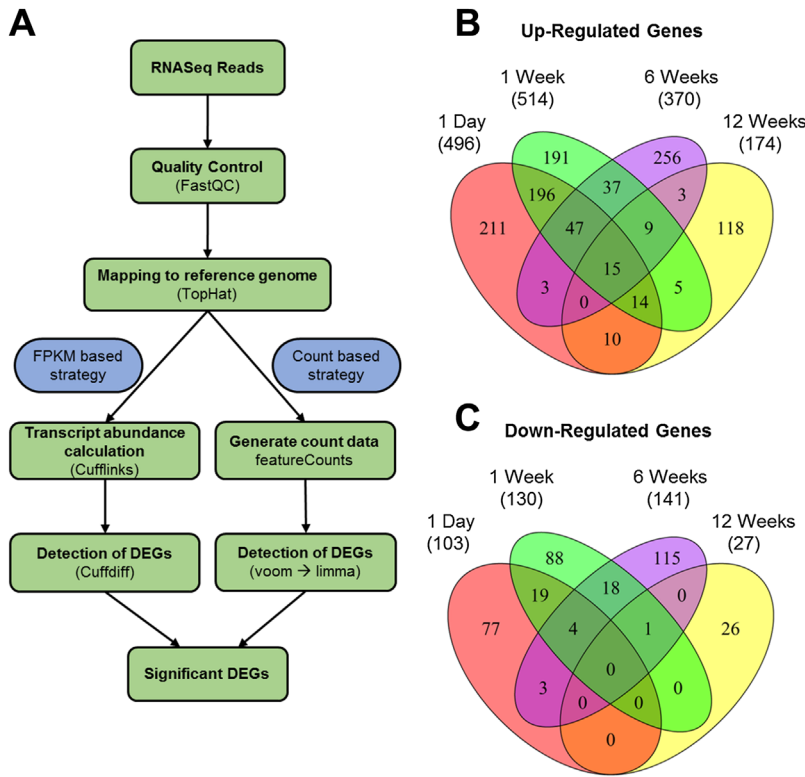 A
RNASeq Reads
Quality Control
(FastQC)
Mapping to reference genome
(TopHat)
FPKM based
strategy
Count based
strategy
Transcript abundance
calculation
(Cufflinks)
Generate count data
featureCounts
Detection of DEGs
(Cuffdiff)
Detection of DEGs
(voom → limma)
Significant DEGs
B
Up-Regulated Genes
1 Week
(514)
6 Weeks
(370)
1 Day
(496)
12 Weeks
(174)
191
256
196
37
3
211
47
9
118
15
3
0
14
5
10
C
Down-Regulated Genes
1 Week
(130)
6 Weeks
(141)
1 Day
(103)
12 Weeks
(27)
88
115
19
18
0
77
4
1
26
0
3
0
0
0
0